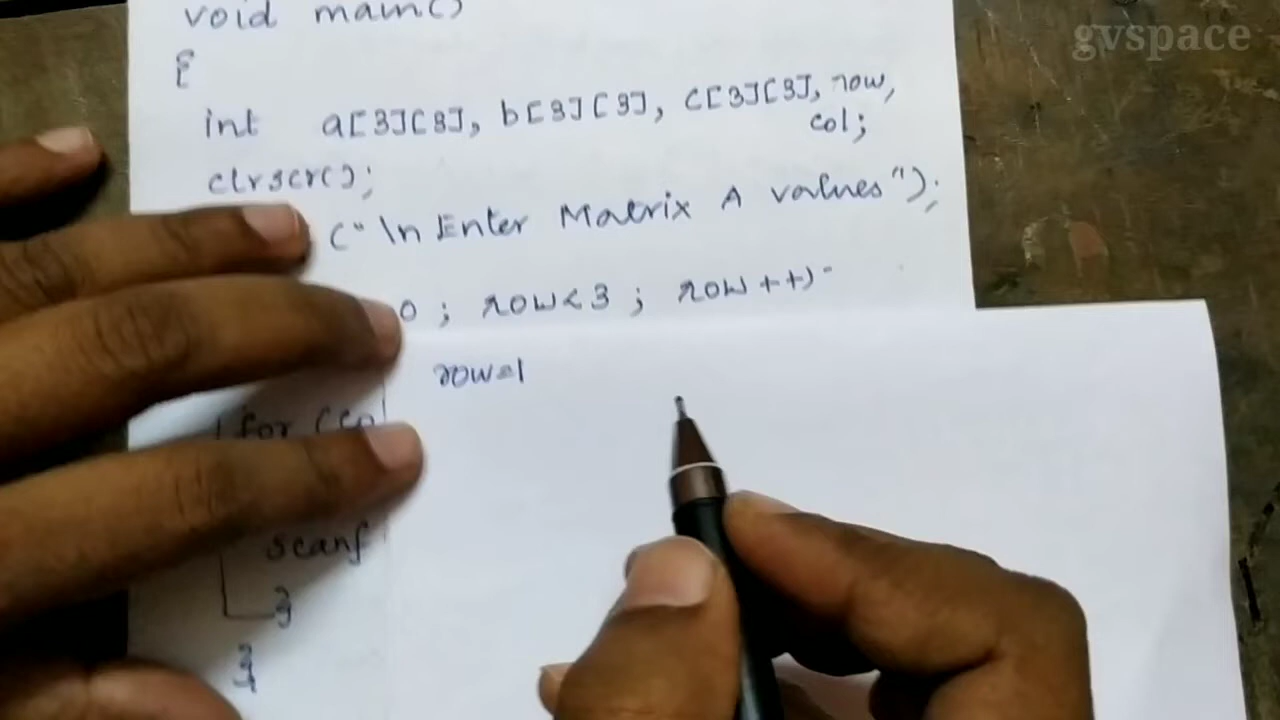 gvspace
void main()
{
int a[3][3], b[3][3], c[3][3], row,
col;
clrscr();
("\n Enter Matrix A values");
0 ; row<3 ; row++)
row=1
for (co
scanf
}
}